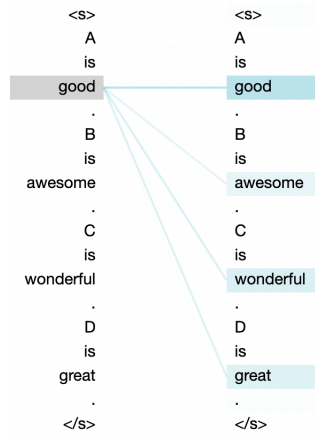 <s> <s>
A A
is is
good good
. .
B B
is is
awesome awesome
. .
C C
is is
wonderful wonderful
. .
D D
is is
great great
. .
</s> </s>